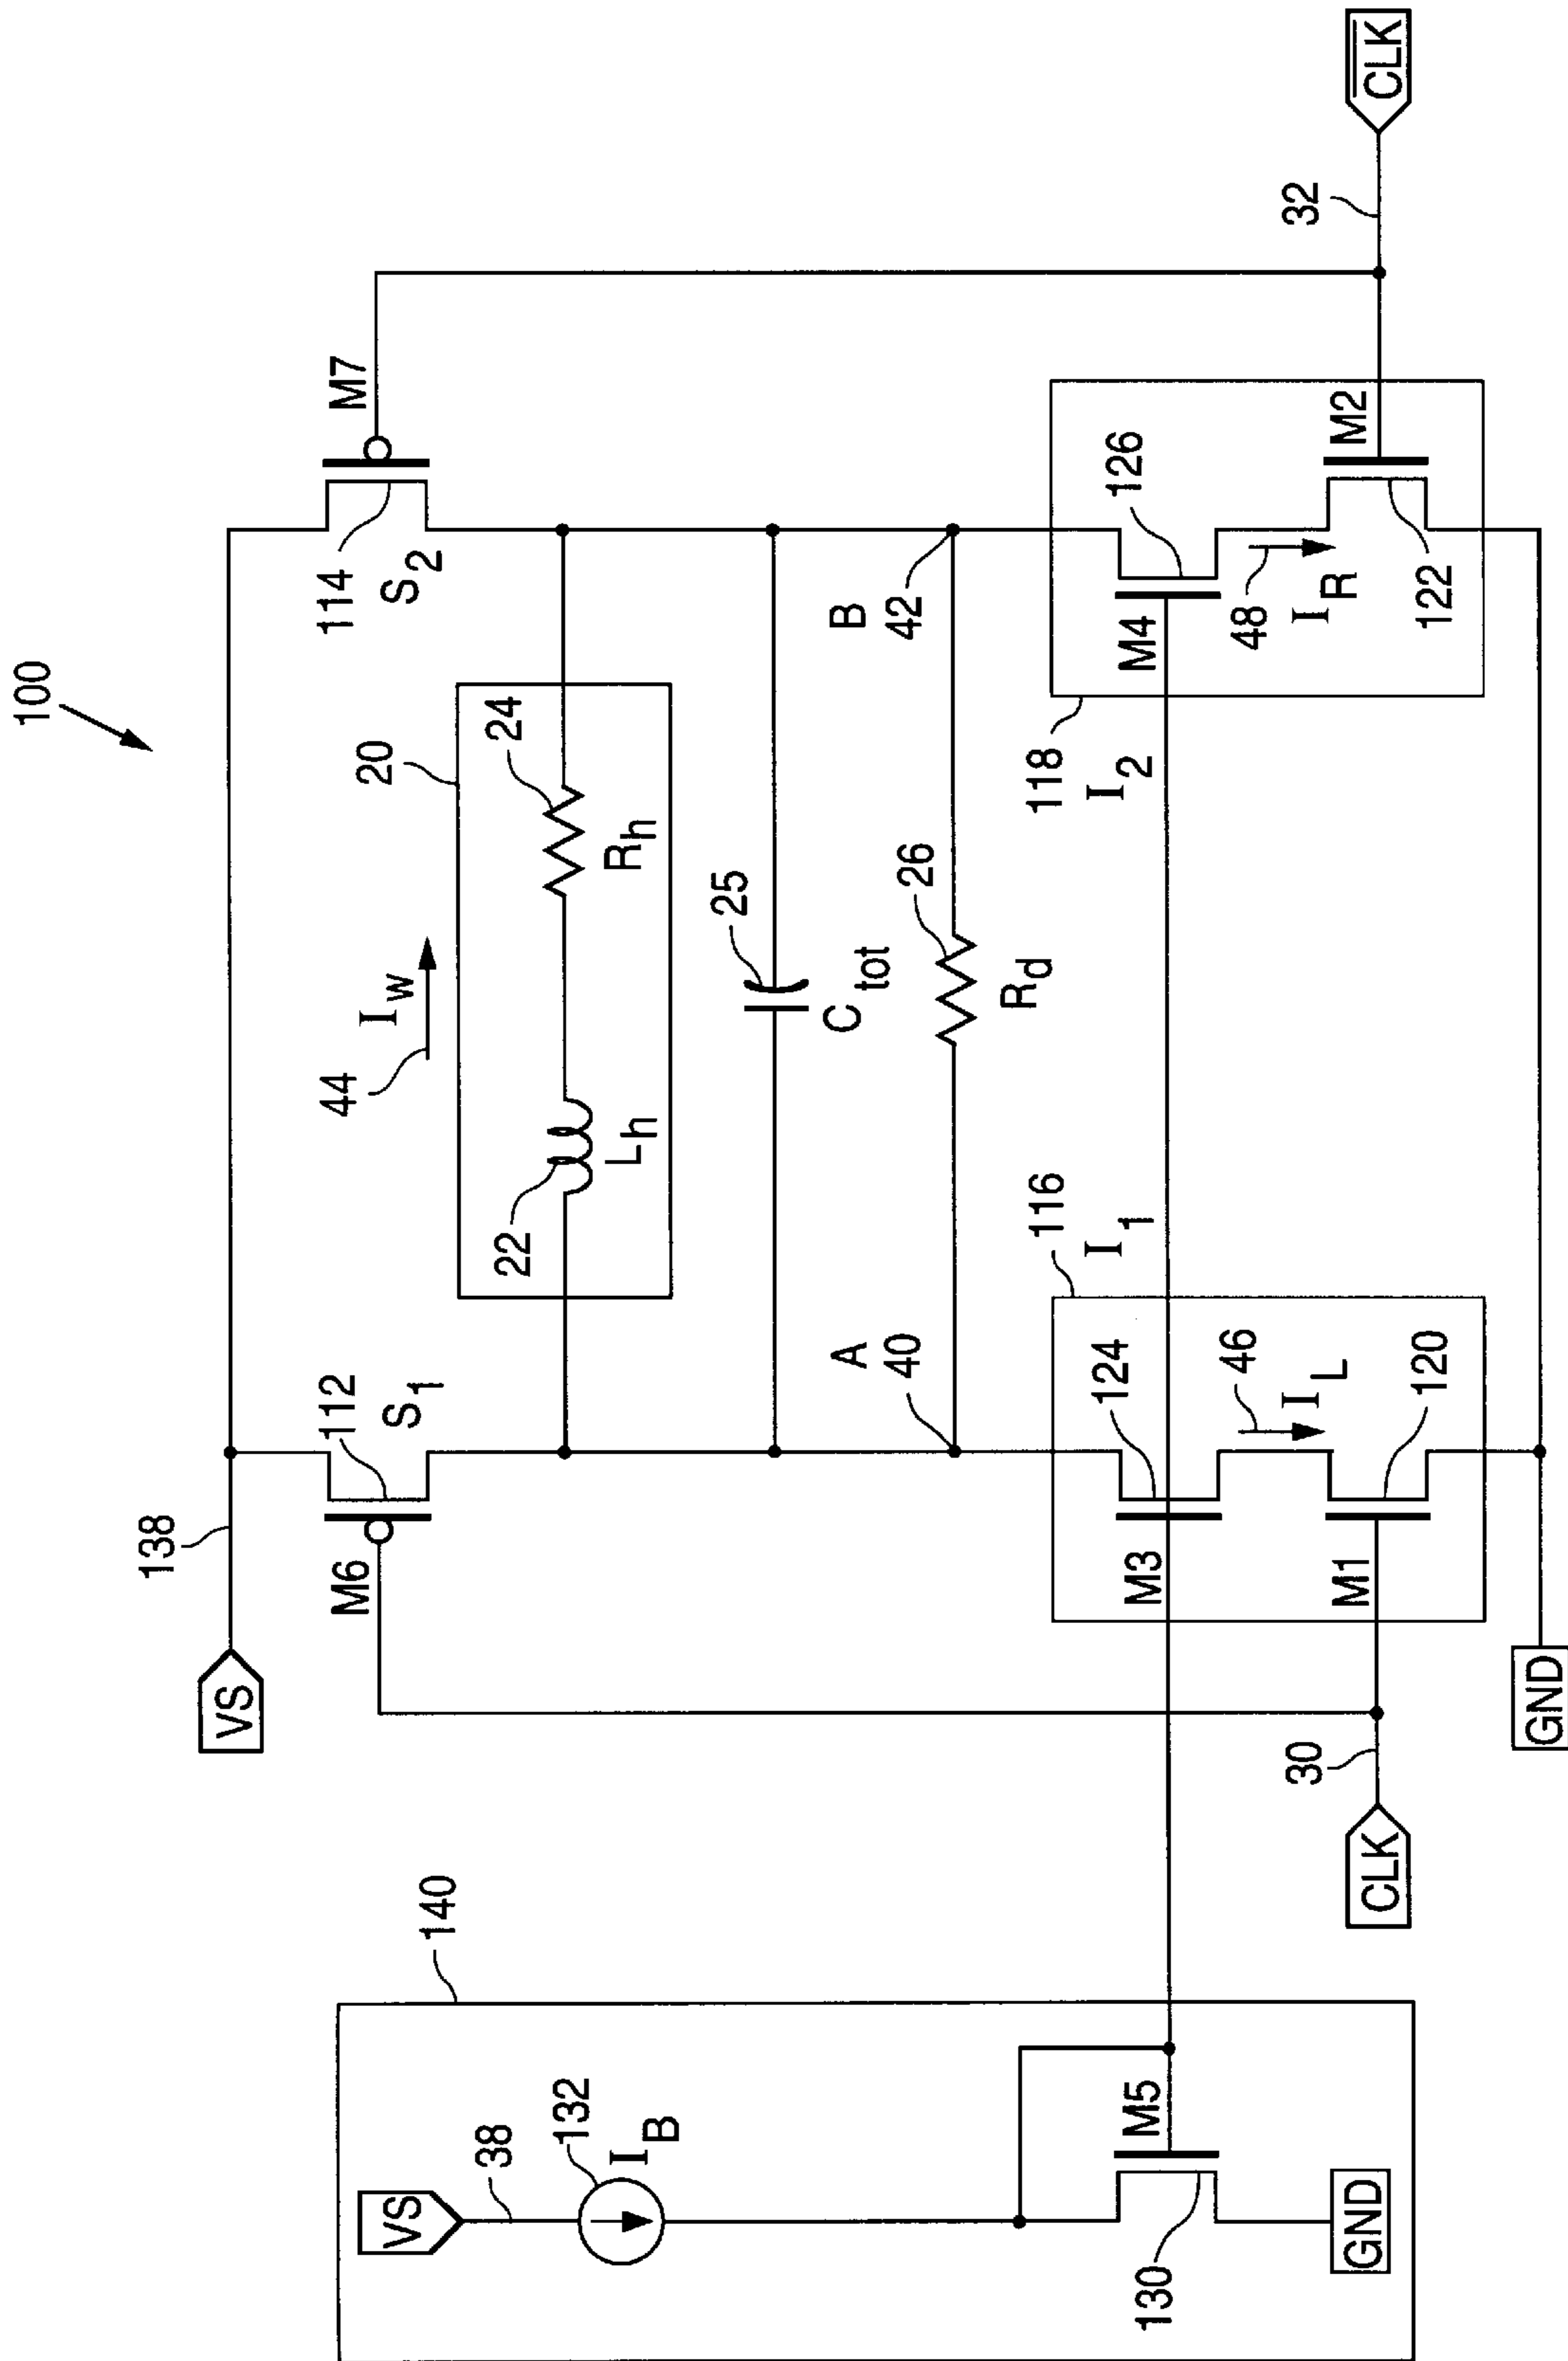 100
138
VS
M6
112
S1
44
Iw
20
22
Lh
24
Rh
114
S2
M7
25
Ctot
A
40
26
Rd
B
42
140
VS
38
132
IB
M5
130
GND
116
I1
124
M3
46
IL
M1
120
118
I2
M4
126
48
IR
M2
122
32
CLK
30
CLK
GND